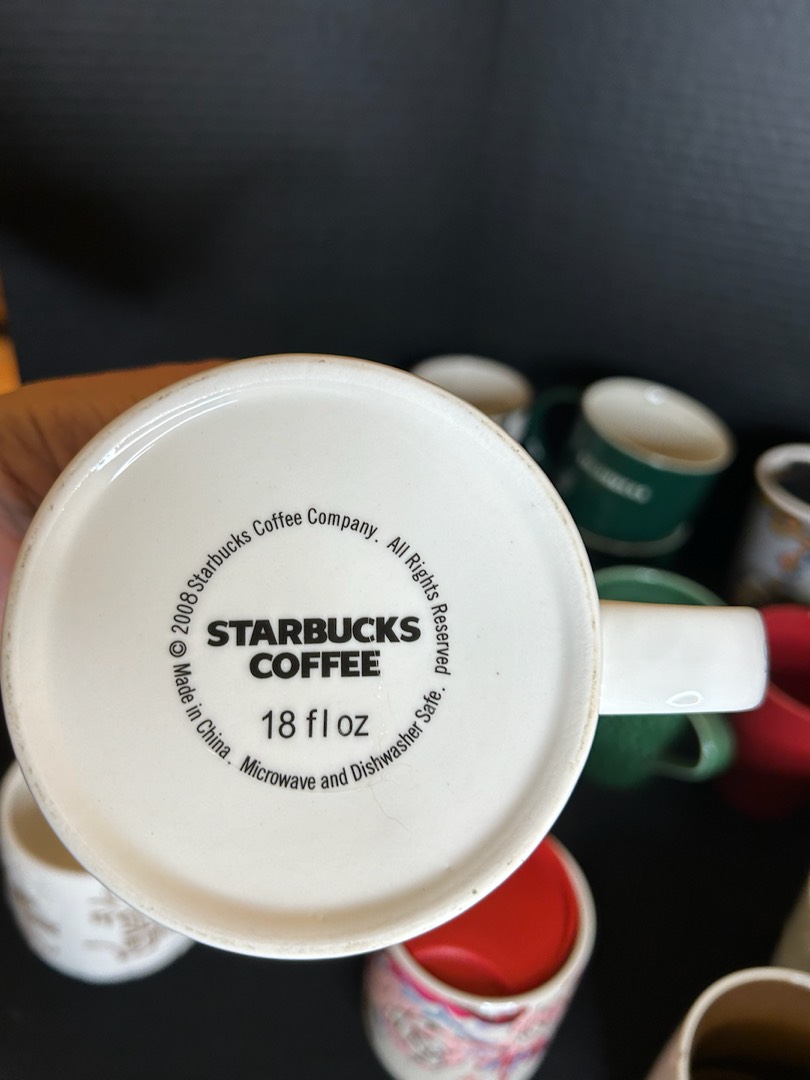 © 2008 Starbucks Coffee Company. All Rights Reserved
STARBUCKS
COFFEE
18 fl oz
Made in China. Microwave and Dishwasher Safe.